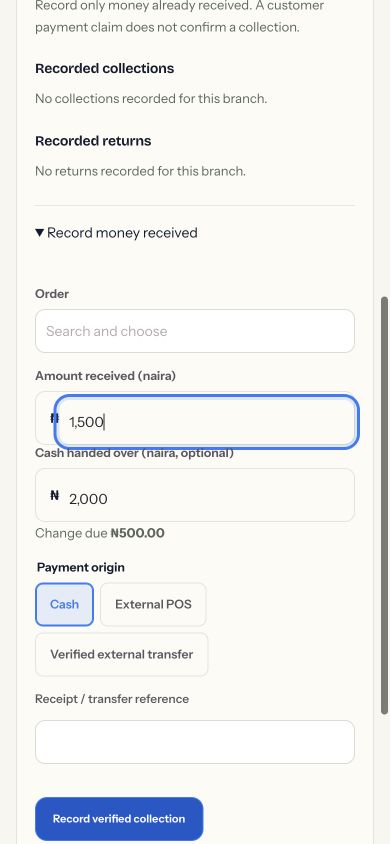 Record only money already received. A customer
payment claim does not confirm a collection.
Recorded collections
No collections recorded for this branch.
Recorded returns
No returns recorded for this branch.
▼ Record money received
Order
Search and choose
Amount received (naira)
₦ 1,500
Cash handed over (naira, optional)
₦ 2,000
Change due ₦500.00
Payment origin
Cash External POS
Verified external transfer
Receipt / transfer reference
Record verified collection